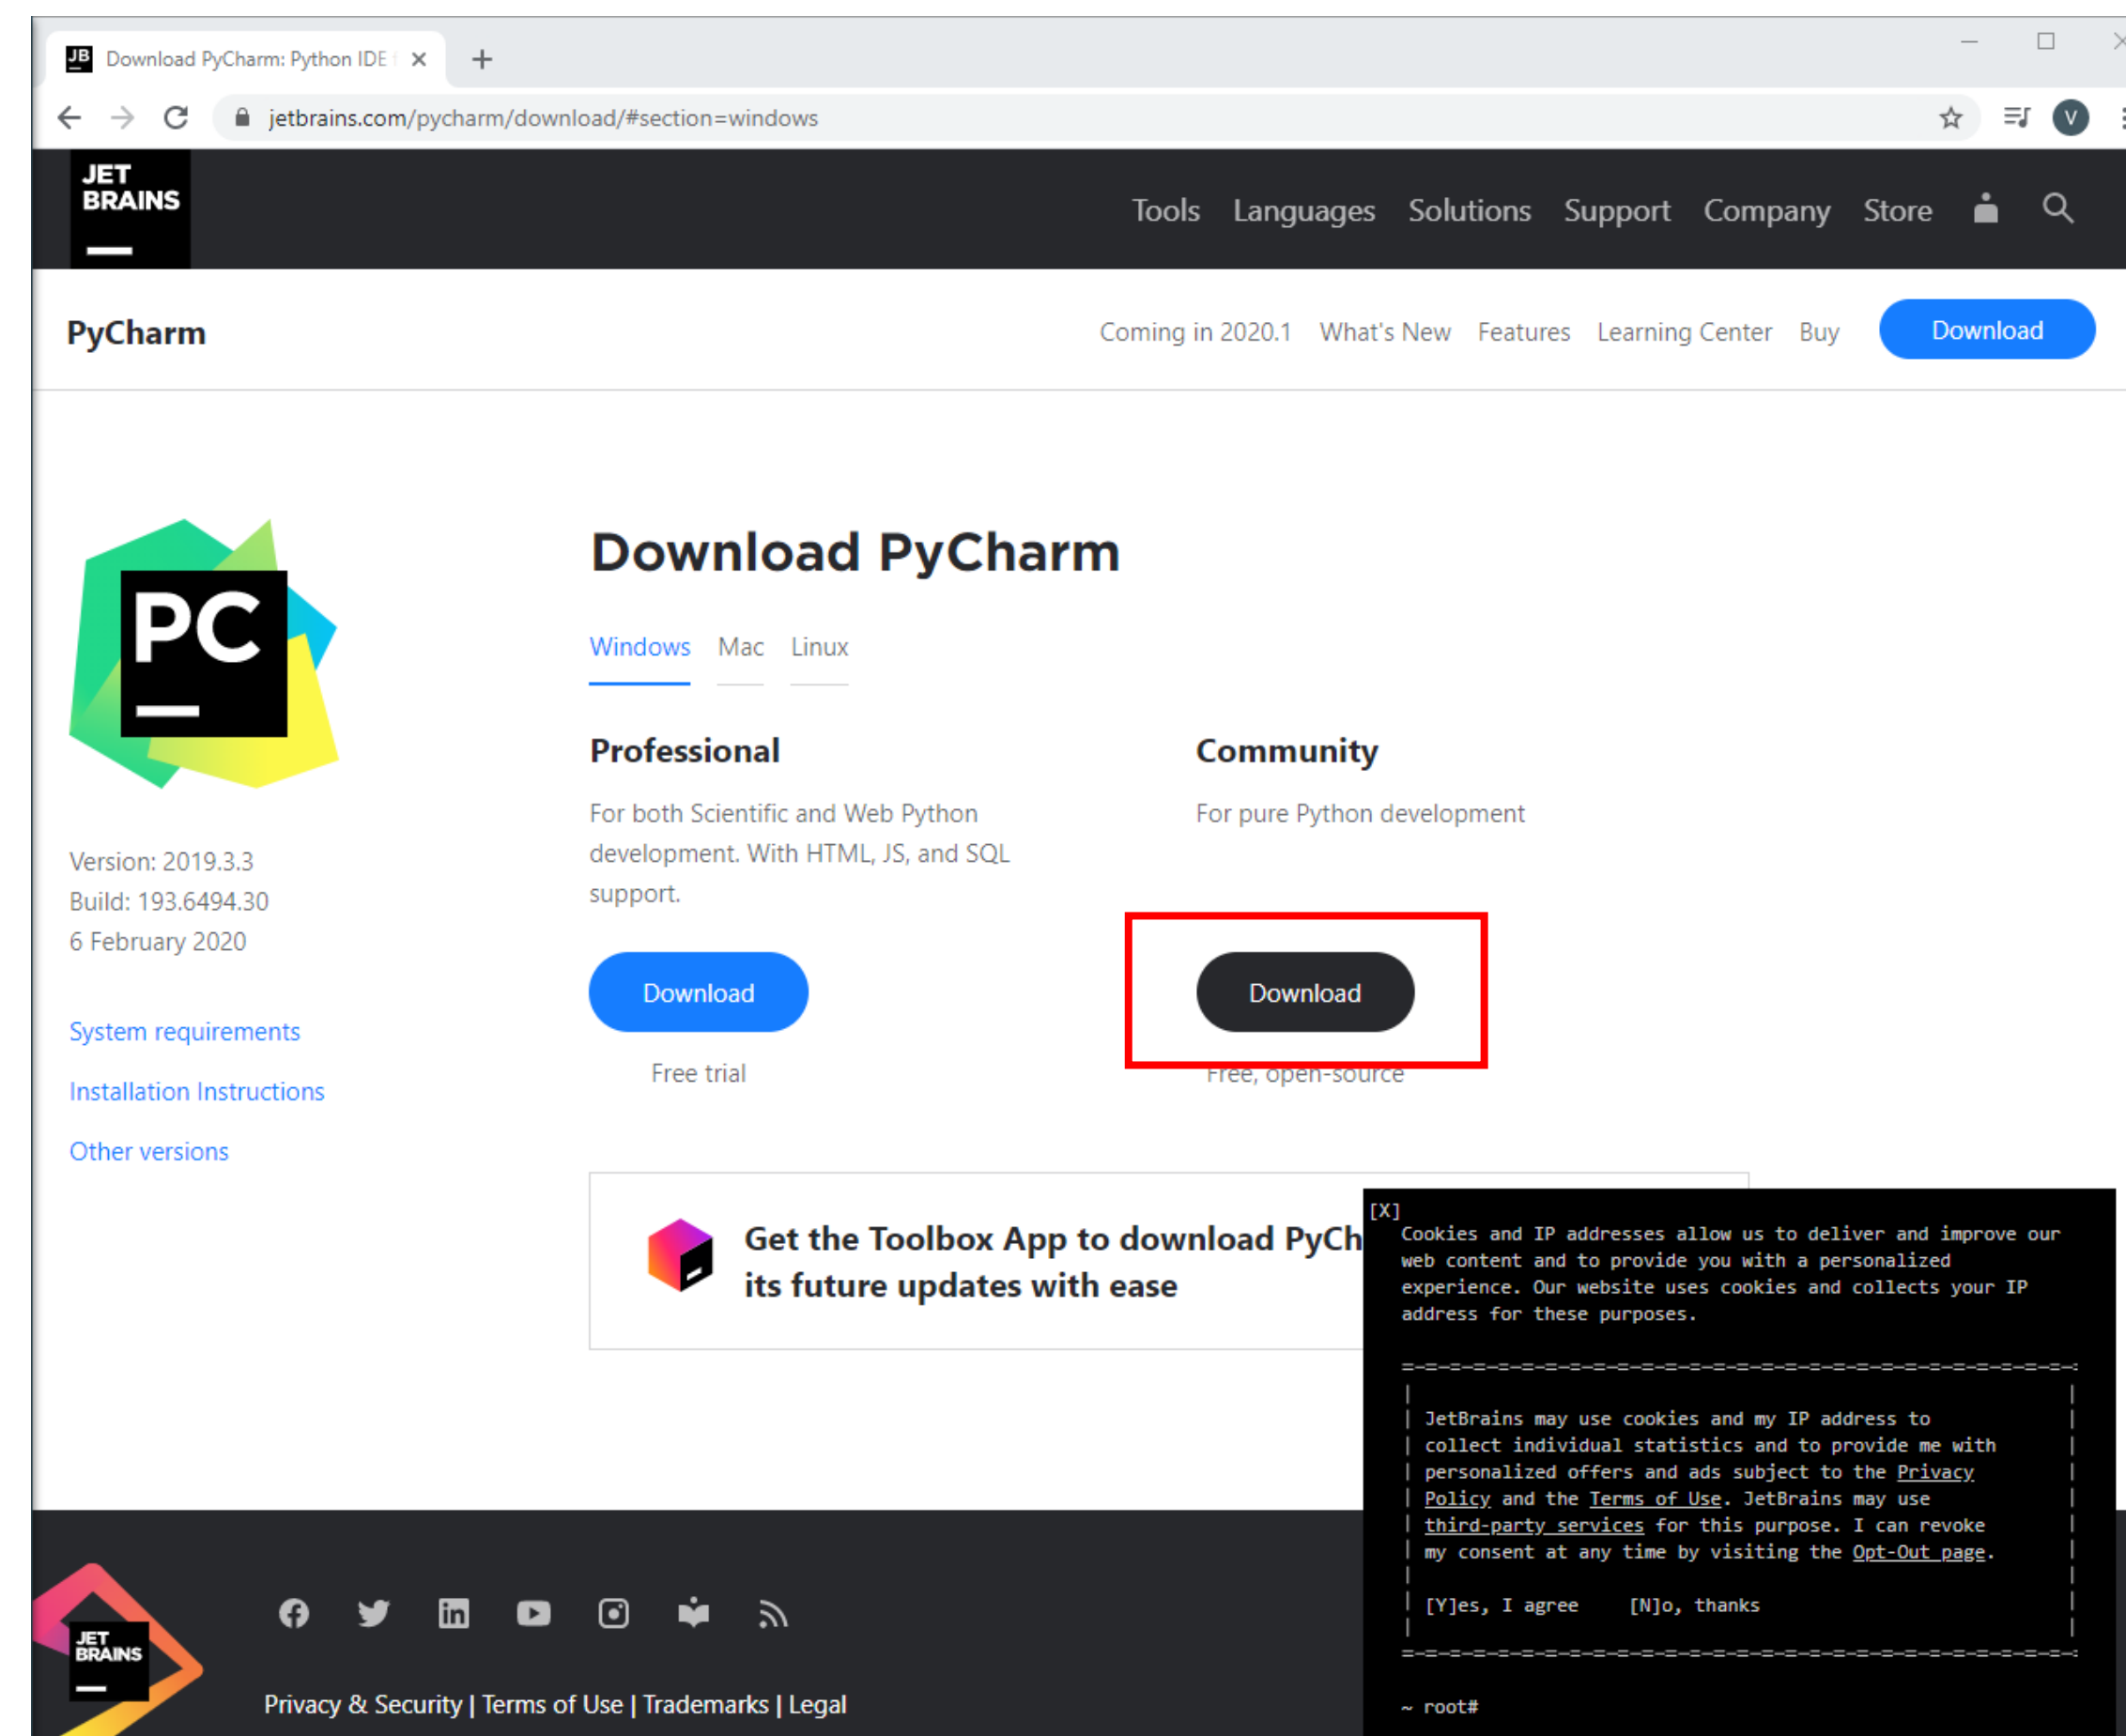 JB Download PyCharm: Python IDE f
jetbrains.com/pycharm/download/#section=windows
V
JET
BRAINS
Tools Languages Solutions Support Company Store
PyCharm
Coming in 2020.1 What's New Features Learning Center Buy Download
Download PyCharm
PC
Windows Mac Linux
Professional
For both Scientific and Web Python
development. With HTML, JS, and SQL
support.
Download
Free trial
Community
For pure Python development
Download
Free, open-source
Version: 2019.3.3
Build: 193.6494.30
6 February 2020
System requirements
Installation Instructions
Other versions
Get the Toolbox App to download PyCh
its future updates with ease
[X]
Cookies and IP addresses allow us to deliver and improve our
web content and to provide you with a personalized
experience. Our website uses cookies and collects your IP
address for these purposes.
JetBrains may use cookies and my IP address to
collect individual statistics and to provide me with
personalized offers and ads subject to the Privacy
Policy and the Terms of Use. JetBrains may use
third-party services for this purpose. I can revoke
my consent at any time by visiting the Opt-Out page.
[Y]es, I agree [N]o, thanks
~ root#
JET
BRAINS
Privacy & Security | Terms of Use | Trademarks | Legal